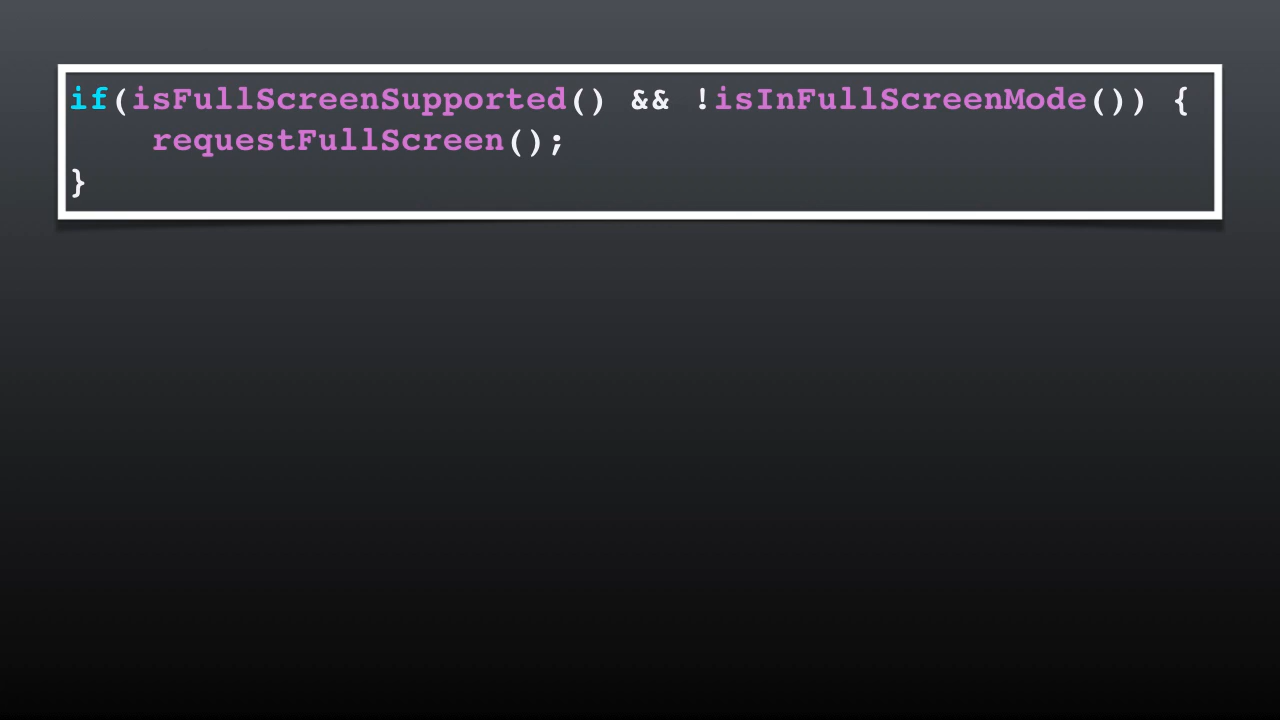 if(isFullScreenSupported() && !isInFullScreenMode()) {
    requestFullScreen();
}